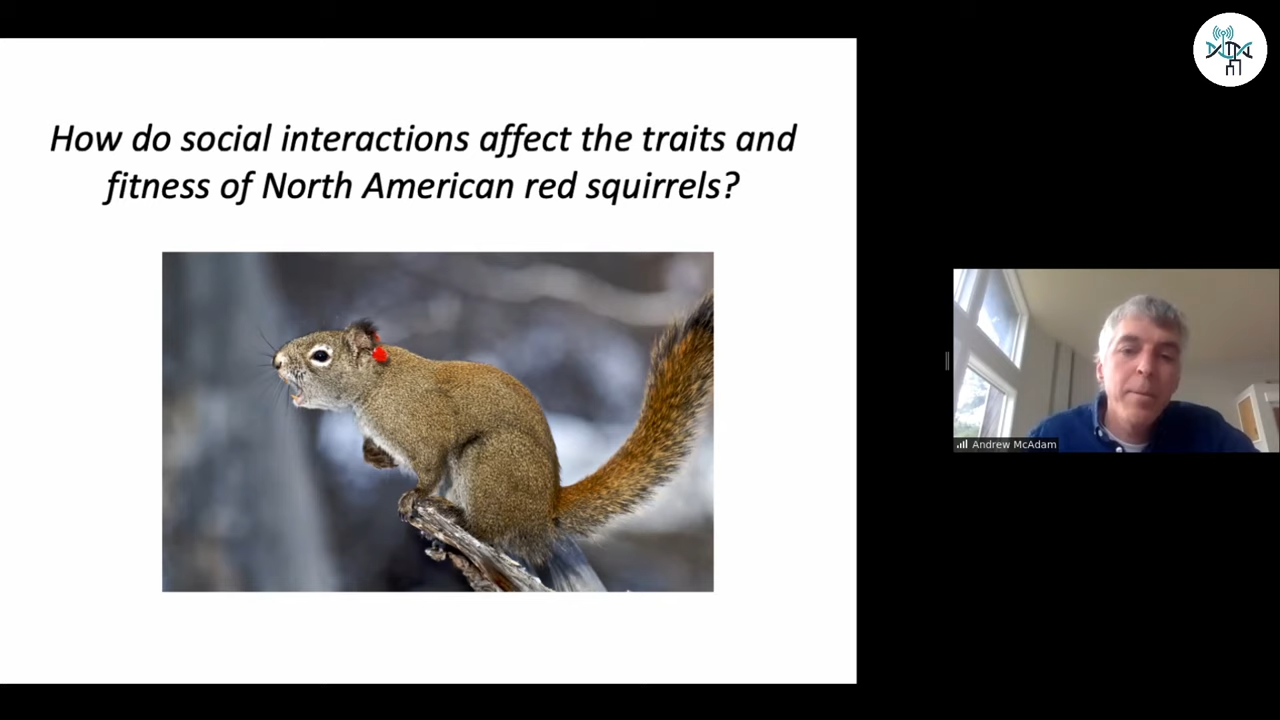 How do social interactions affect the traits and
fitness of North American red squirrels?
Andrew McAdam